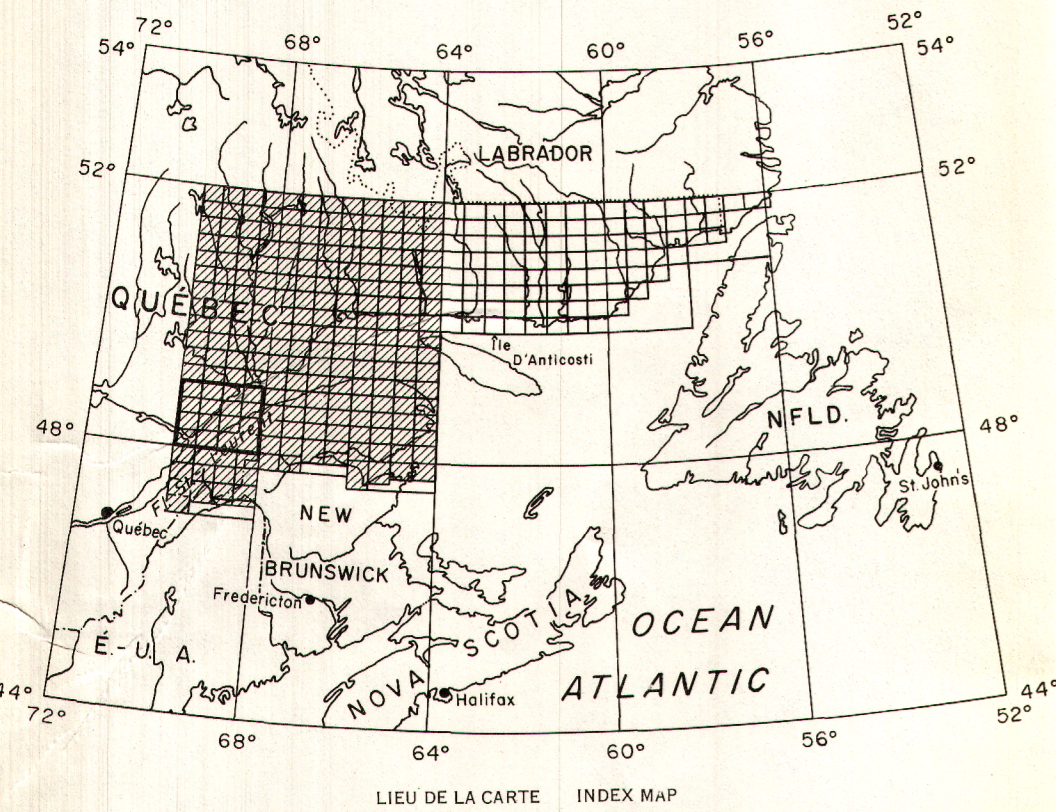 52°
72°
68°
64°
60°
56°
54°
54°
LABRADOR
52°
52°
QUÉBEC
Île
D'Anticosti
NFLD.
48°
48°
St. John's
Québec
NEW
BRUNSWICK
Fredericton
SCOTIA
OCEAN
É.-U. A.
NOVA
ATLANTIC
Halifax
44°
44°
72°
52°
68°
64°
60°
56°
LIEU DE LA CARTE INDEX MAP